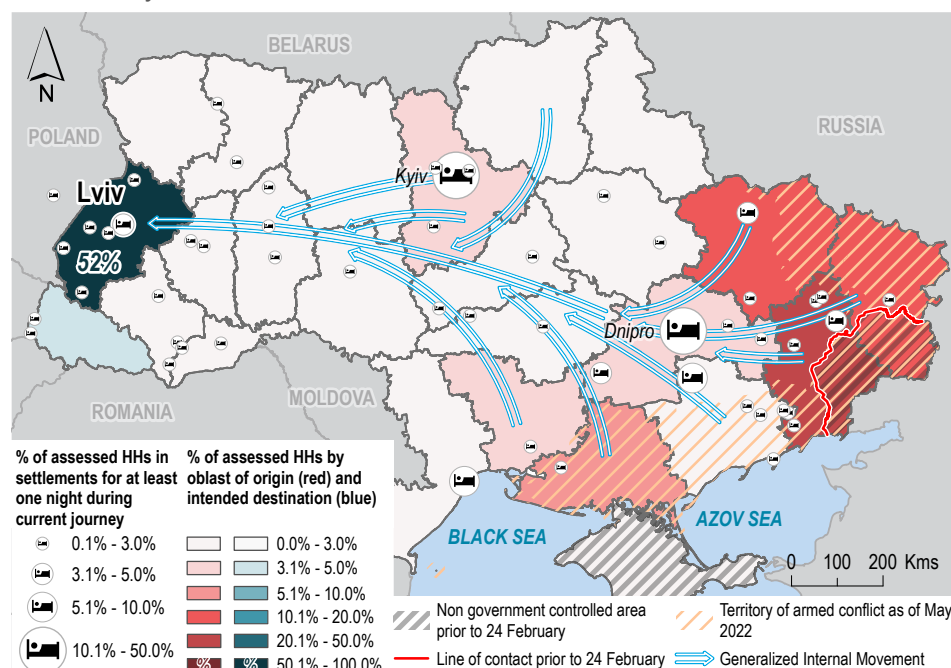 BELARUS
N
POLAND
RUSSIA
Kyiv
Lviv
52%
Dnipro
MOLDOVA
ROMANIA
BLACK SEA
AZOV SEA
0 100 200 Kms
% of assessed HHs in
settlements for at least
one night during
current journey
0.1% - 3.0%
3.1% - 5.0%
5.1% - 10.0%
10.1% - 50.0%
% of assessed HHs by
oblast of origin (red) and
intended destination (blue)
0.0% - 3.0%
3.1% - 5.0%
5.1% - 10.0%
10.1% - 20.0%
20.1% - 50.0%
% % 50.1% - 100.0%
Non government controlled area
prior to 24 February
Line of contact prior to 24 February
Territory of armed conflict as of May
2022
Generalized Internal Movement